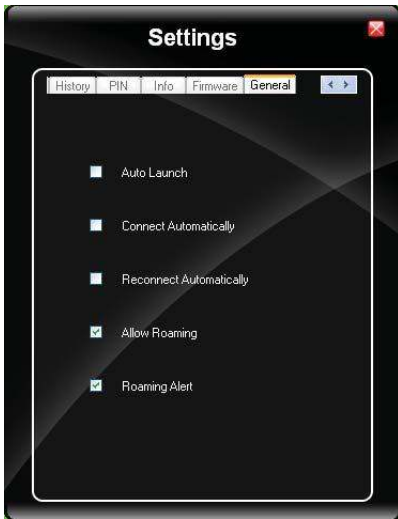 Settings
History PIN Info Firmware General
Auto Launch
Connect Automatically
Reconnect Automatically
Allow Roaming
Roaming Alert